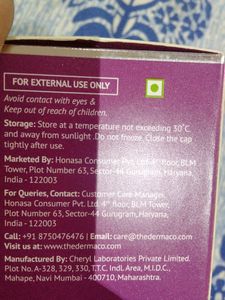 FOR EXTERNAL USE ONLY
Avoid contact with eyes &
Keep out of reach of children.
Storage: Store at a temperature not exceeding 30°C
and away from sunlight .Do not freeze. Close the cap
tightly after use.
Marketed By: Honasa Consumer Pvt. Ltd. 4th floor, BLM
Tower, Plot Number 63, Sector-44 Gurugram, Haryana,
India - 122003
For Queries, Contact: Customer Care Manager,
Honasa Consumer Pvt. Ltd. 4th floor, BLM Tower,
Plot Number 63, Sector-44 Gurugram, Haryana,
India - 122003
Call: +91 8750476476 | Email: care@thedermaco.com
Visit us at: www.thedermaco.com
Manufactured By: Cheryl Laboratories Private Limited.
Plot No. A-328, 329, 330, T.T.C. Indl. Area, M.I.D.C.,
Mahape, Navi Mumbai - 400710, Maharashtra.